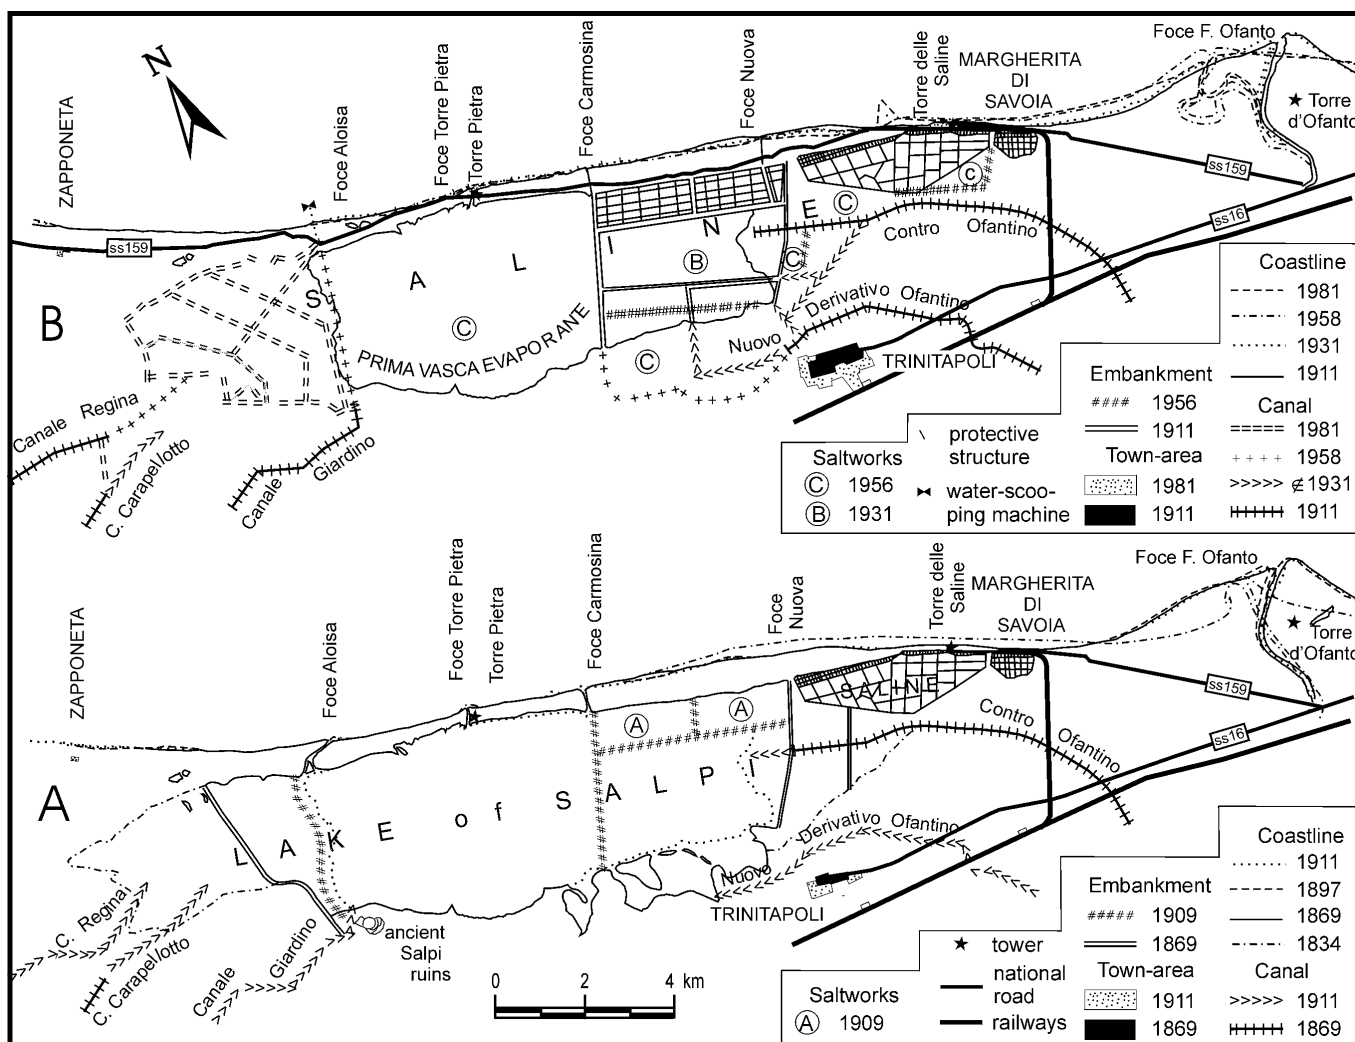 B
N
ZAPPONETA
Foce Aloisa
Foce Torre Pietra
Torre Pietra
Foce Carmosina
Foce Nuova
Torre delle
Saline
MARGHERITA
DI
SAVOIA
Foce F. Ofanto
Torre
d'Ofanto
ss159
ss159
ss16
SALINE
C
C
C
C
C
B
PRIMA VASCA EVAPORANE
Contro Ofantino
Nuovo Derivativo Ofantino
TRINITAPOLI
Canale Regina
C. Carapellotto
Canale Giardino
Saltworks
C 1956
B 1931
protective
structure
water-scoo-
ping machine
Embankment
1956
1911
Town-area
1981
1911
Coastline
1981
1958
1931
1911
Canal
1981
1958
∉1931
1911
A
ZAPPONETA
Foce Aloisa
Foce Torre Pietra
Torre Pietra
Foce Carmosina
Foce
Nuova
Torre delle
Saline
MARGHERITA
DI
SAVOIA
Foce F. Ofanto
Torre
d'Ofanto
ss159
ss16
SALINE
A
A
LAKE of SALPI
Contro Ofantino
Nuovo Derivativo Ofantino
TRINITAPOLI
C. Regina
C. Carapellotto
Canale Giardino
ancient
Salpi
ruins
0 2 4 km
Saltworks
A 1909
tower
national
road
railways
Embankment
1909
1869
Town-area
1911
1869
Coastline
1911
1897
1869
1834
Canal
1911
1869